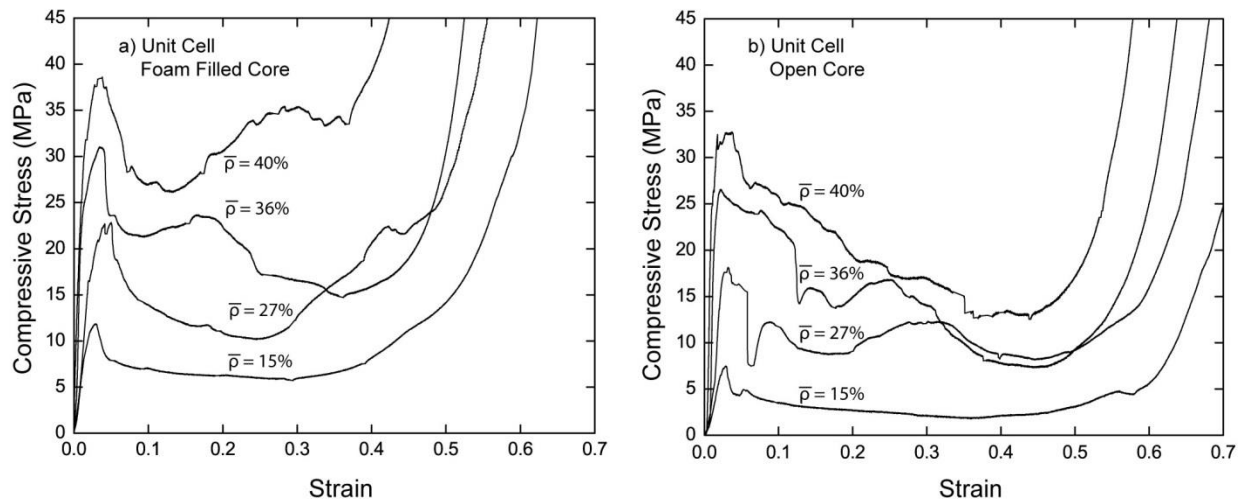 a) Unit Cell
Foam Filled Core
Compressive Stress (MPa)
45
40
35
30
25
20
15
10
5
0
ρ̅ = 40%
ρ̅ = 36%
ρ̅ = 27%
ρ̅ = 15%
0.0 0.1 0.2 0.3 0.4 0.5 0.6 0.7
Strain
b) Unit Cell
Open Core
Compressive Stress (MPa)
45
40
35
30
25
20
15
10
5
0
ρ̅ = 40%
ρ̅ = 36%
ρ̅ = 27%
ρ̅ = 15%
0.0 0.1 0.2 0.3 0.4 0.5 0.6 0.7
Strain